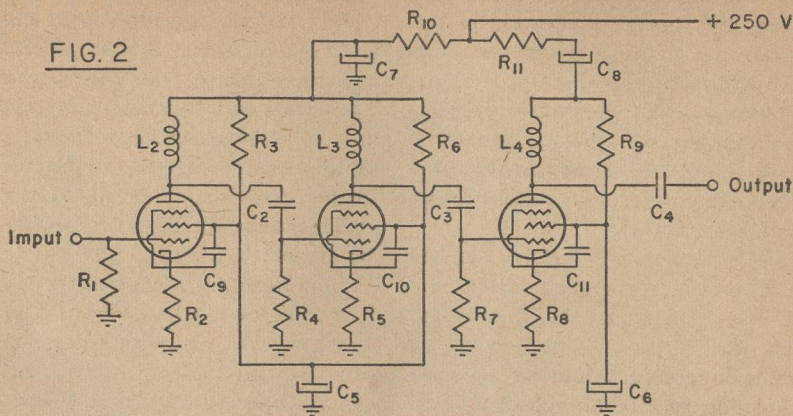 FIG. 2
R10
+ 250 V
C7
R11
C8
L2
R3
L3
R6
L4
R9
Imput
C2
C3
C4
Output
R1
C9
C10
C11
R2
R4
R5
R7
R8
C5
C6